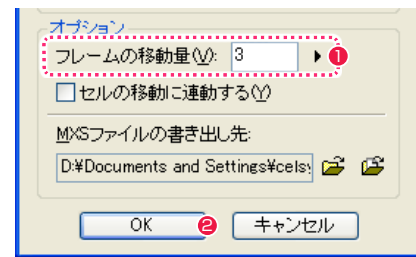 オプション
フレームの移動量(V): 3 ❶
セルの移動に連動する(Y)
MXSファイルの書き出し先:
D:¥Documents and Settings¥celsy
OK ❷ キャンセル